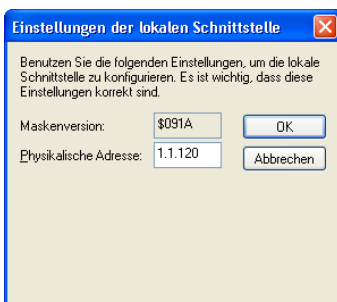 Einstellungen der lokalen Schnittstelle
Benutzen Sie die folgenden Einstellungen, um die lokale
Schnittstelle zu konfigurieren. Es ist wichtig, dass diese
Einstellungen korrekt sind.
Maskenversion: $091A OK
Physikalische Adresse: 1.1.120 Abbrechen